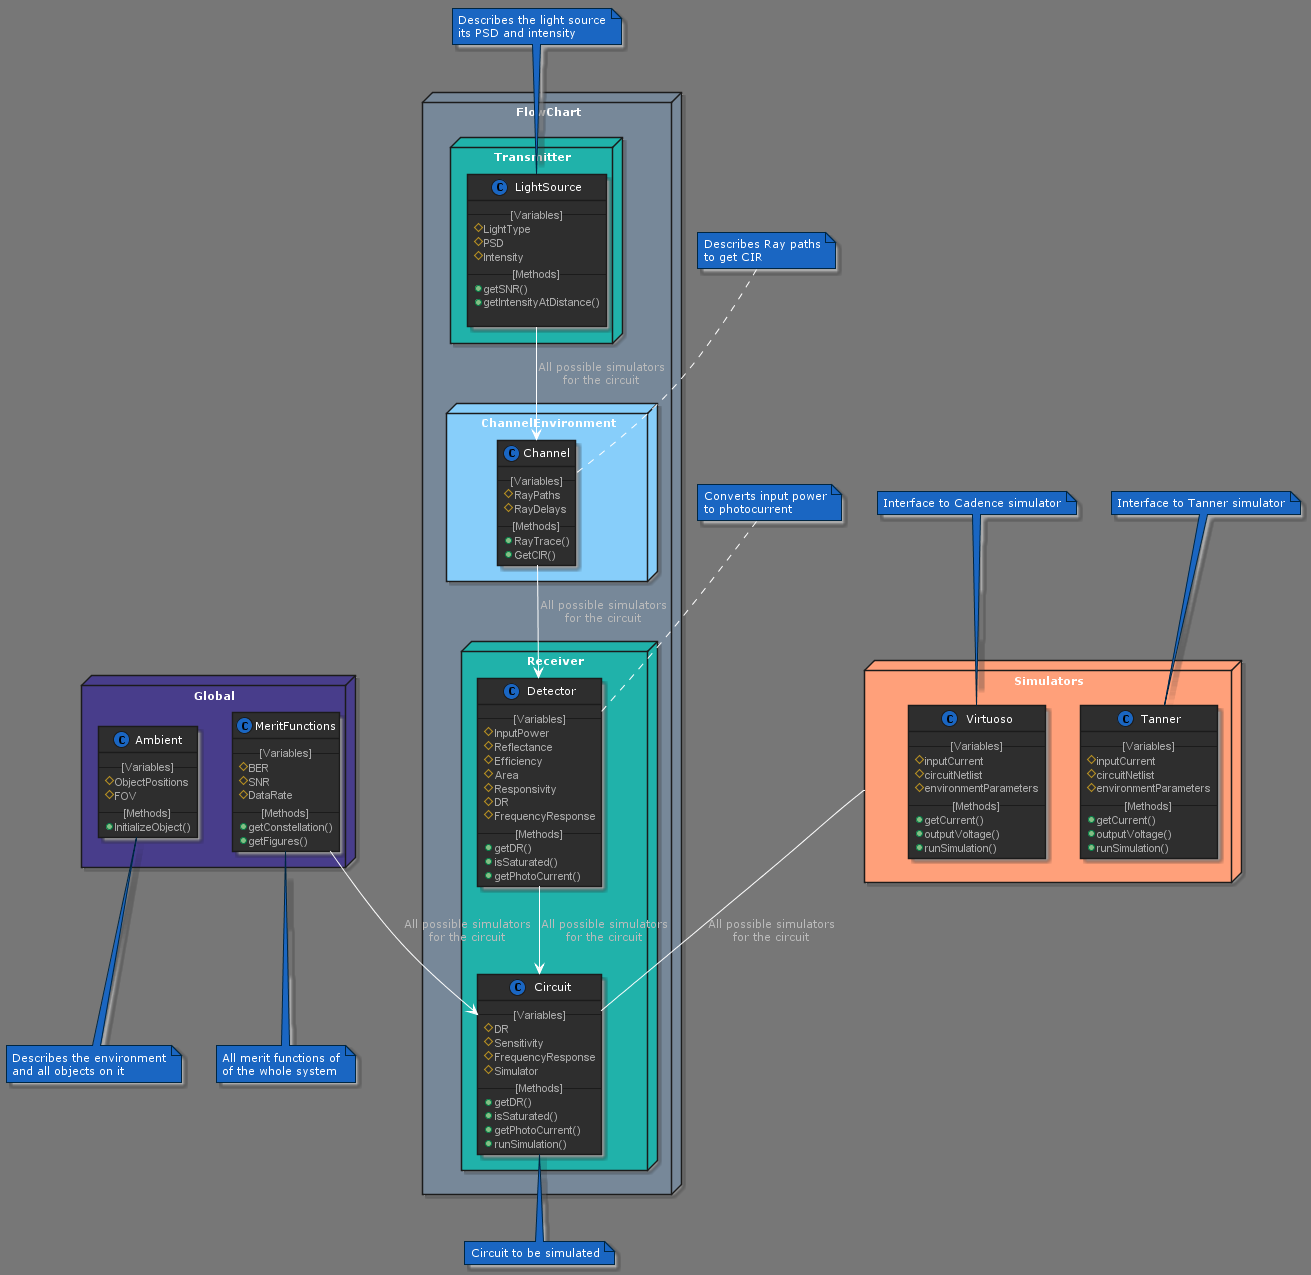 Describes the light source
its PSD and intensity
FlowChart
Transmitter
C LightSource
[Variables]
LightType
PSD
Intensity
[Methods]
getSNR()
getIntensityAtDistance()
Describes Ray paths
to get CIR
All possible simulators
for the circuit
ChannelEnvironment
C Channel
[Variables]
RayPaths
RayDelays
[Methods]
RayTrace()
GetCIR()
Converts input power
to photocurrent
Interface to Cadence simulator
Interface to Tanner simulator
All possible simulators
for the circuit
Receiver
C Detector
[Variables]
InputPower
Reflectance
Efficiency
Area
Responsivity
DR
FrequencyResponse
[Methods]
getDR()
isSaturated()
getPhotoCurrent()
Global
C Ambient
[Variables]
ObjectPositions
FOV
[Methods]
InitializeObject()
C MeritFunctions
[Variables]
BER
SNR
DataRate
[Methods]
getConstellation()
getFigures()
Simulators
C Virtuoso
[Variables]
inputCurrent
circuitNetlist
environmentParameters
[Methods]
getCurrent()
outputVoltage()
runSimulation()
C Tanner
[Variables]
inputCurrent
circuitNetlist
environmentParameters
[Methods]
getCurrent()
outputVoltage()
runSimulation()
All possible simulators
for the circuit
All possible simulators
for the circuit
All possible simulators
for the circuit
C Circuit
[Variables]
DR
Sensitivity
FrequencyResponse
Simulator
[Methods]
getDR()
isSaturated()
getPhotoCurrent()
runSimulation()
Describes the environment
and all objects on it
All merit functions of
of the whole system
Circuit to be simulated